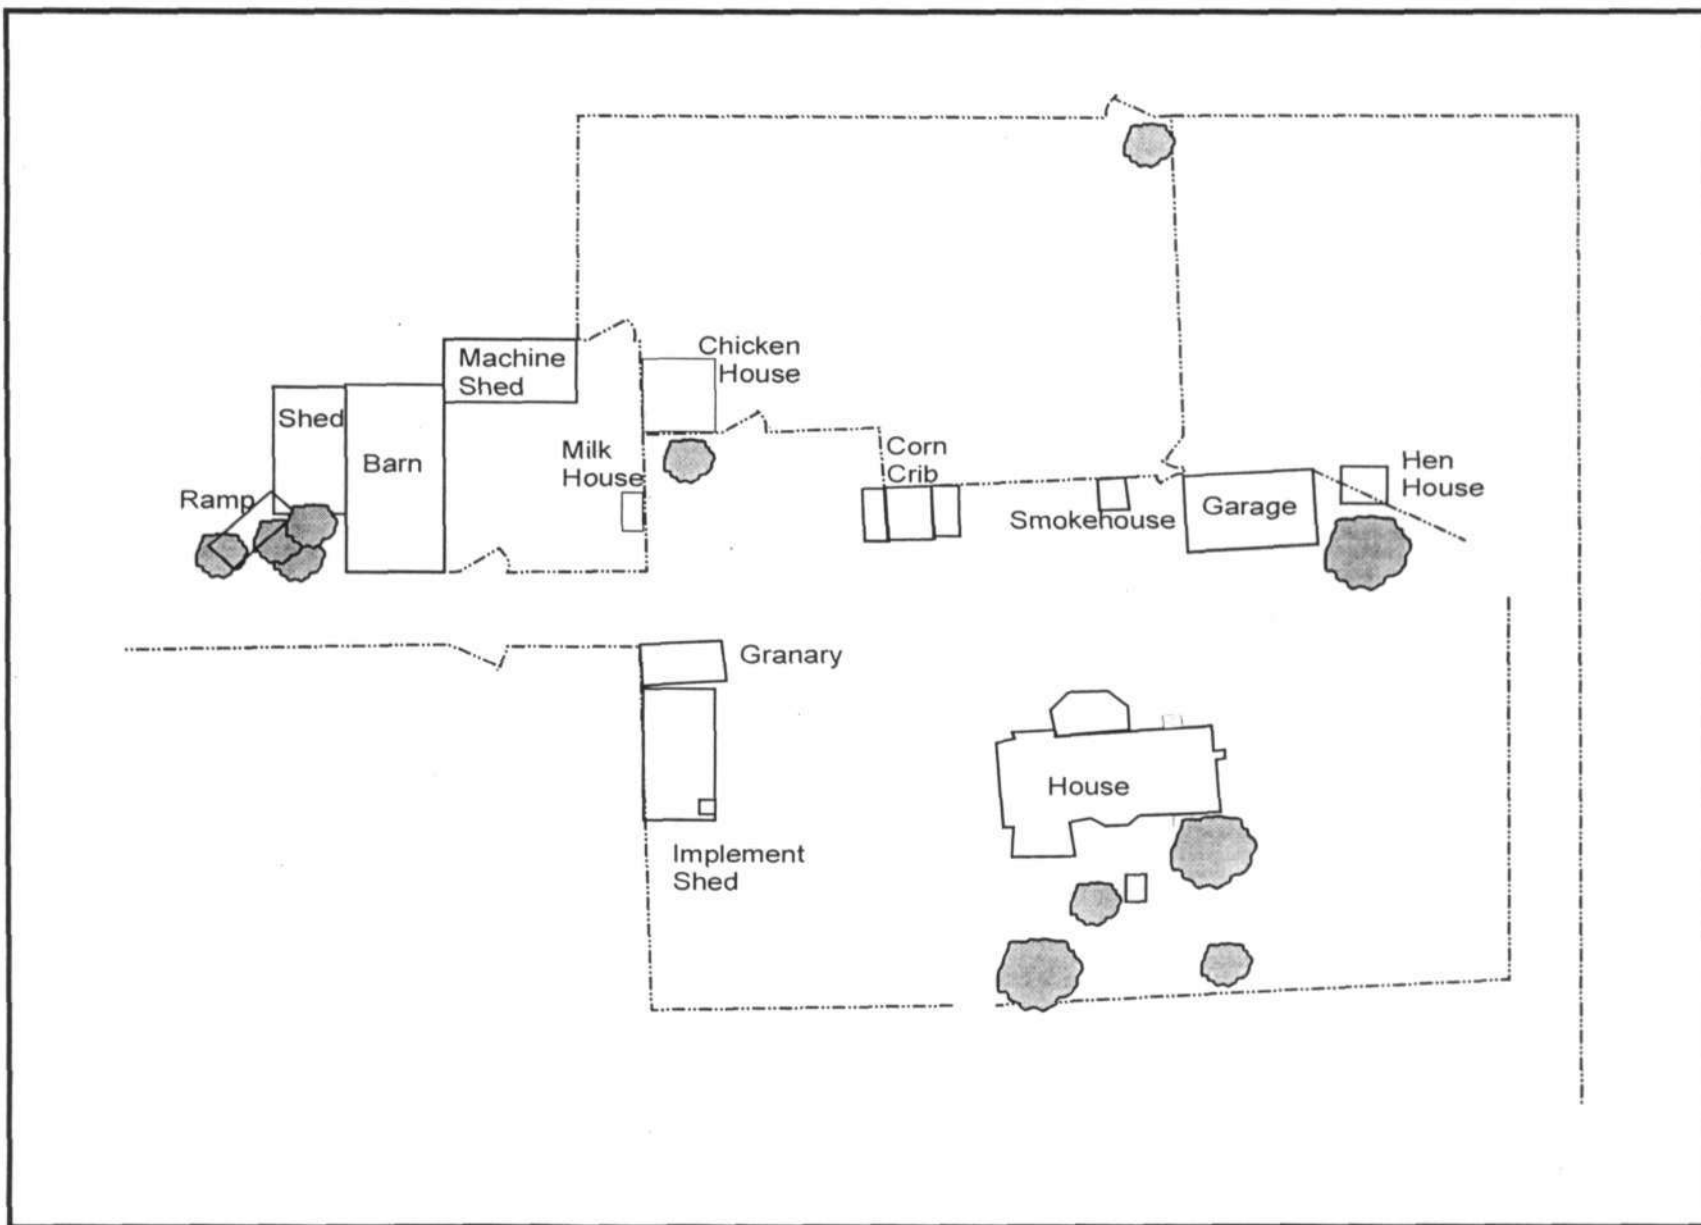 Chicken
House
Machine
Shed
Shed
Barn
Milk
House
Corn
Crib
Hen
House
Ramp
Smokehouse
Garage
Granary
House
Implement
Shed